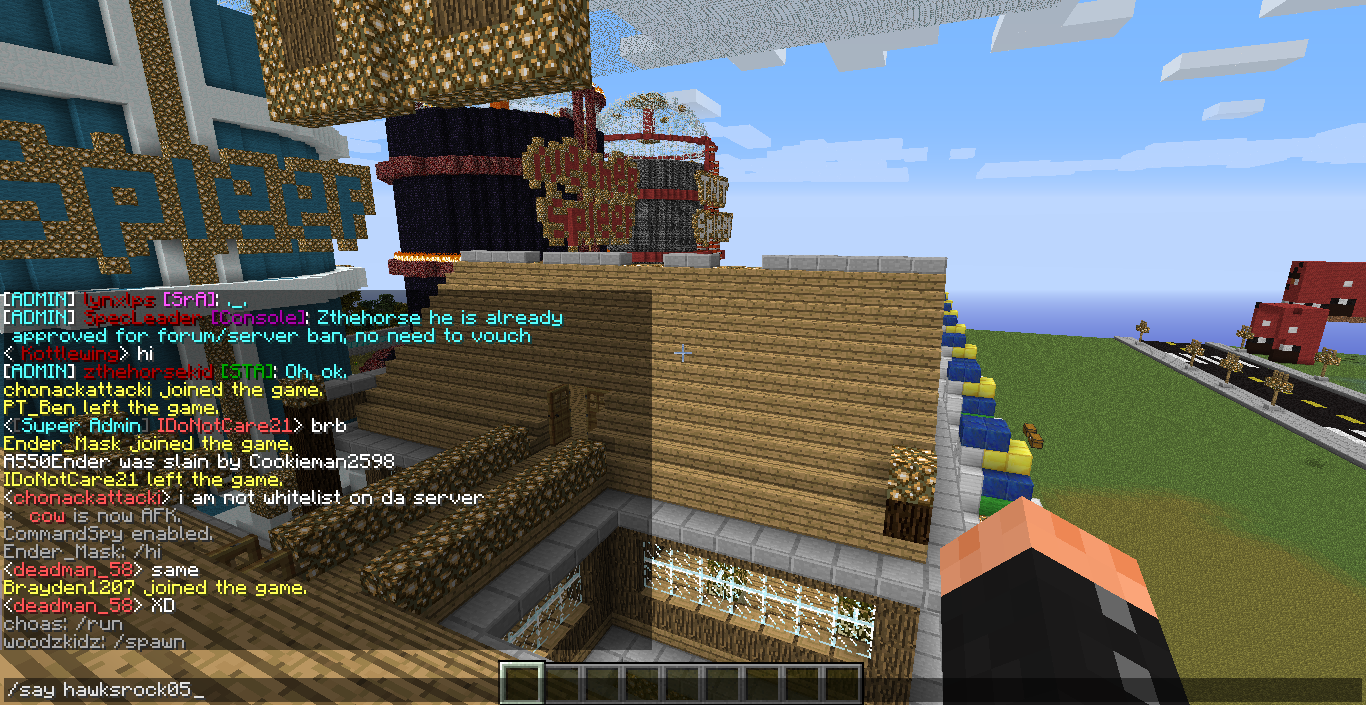 Spleef
Nether
Spleef
TNT
[ADMIN] lynxlps [SrA]: ._.
[ADMIN] SpecLeader [Console]: Zthehorse he is already
approved for forum/server ban, no need to vouch
< Kottlewing> hi
[ADMIN] zthehorsekid [STA]: Oh, ok.
chonackattacki joined the game.
PT_Ben left the game.
<[Super Admin] IDoNotCare21> brb
Ender_Mask joined the game.
A550Ender was slain by Cookieman2598
IDoNotCare21 left the game.
<chonackattacki> i am not whitelist on da server
* cow is now AFK.
CommandSpy enabled.
Ender_Mask: /hi
<deadman_58> same
Brayden1207 joined the game.
<deadman_58> XD
choas: /run
woodzkidz: /spawn
/say hawksrock05_